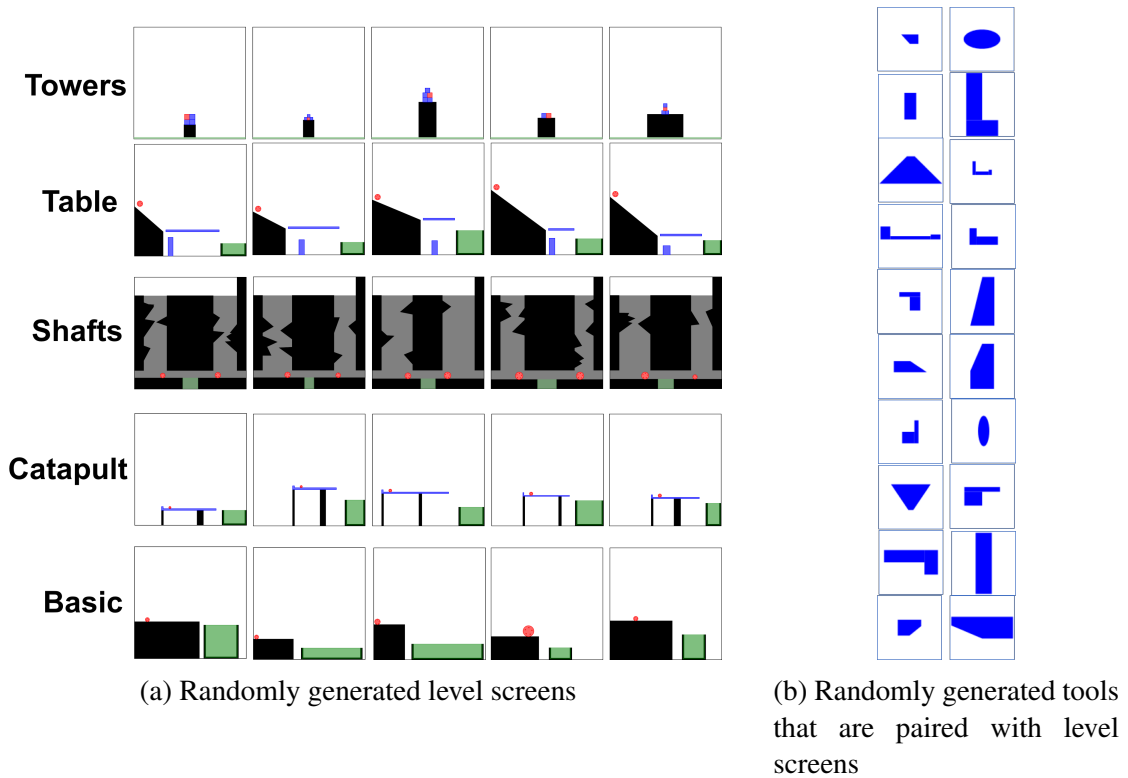 Towers
Table
Shafts
Catapult
Basic
(a) Randomly generated level screens
(b) Randomly generated tools
that are paired with level
screens